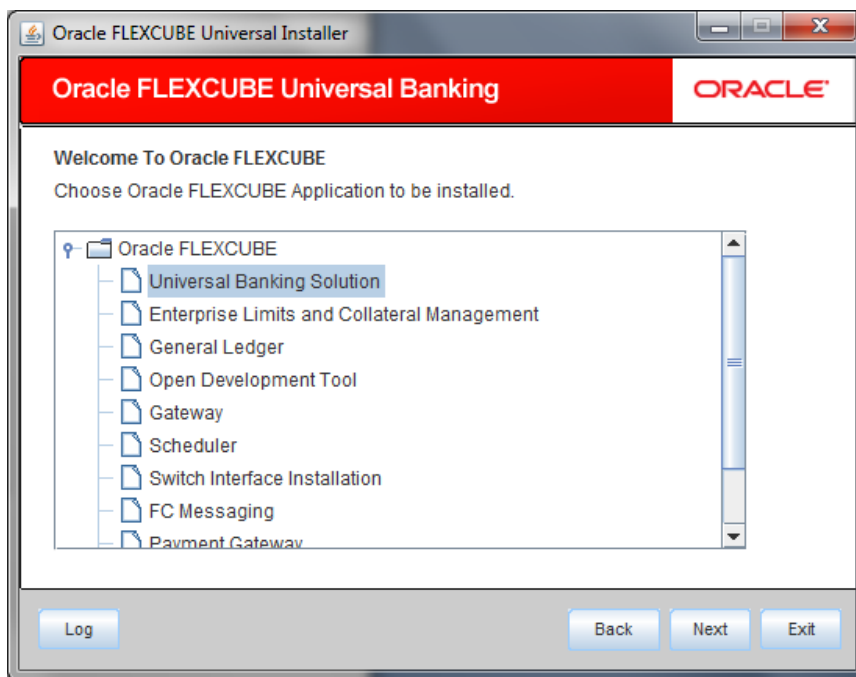 Oracle FLEXCUBE Universal Installer
Oracle FLEXCUBE Universal Banking
ORACLE
Welcome To Oracle FLEXCUBE
Choose Oracle FLEXCUBE Application to be installed.
Oracle FLEXCUBE
Universal Banking Solution
Enterprise Limits and Collateral Management
General Ledger
Open Development Tool
Gateway
Scheduler
Switch Interface Installation
FC Messaging
Payment Gateway
Log Back Next Exit